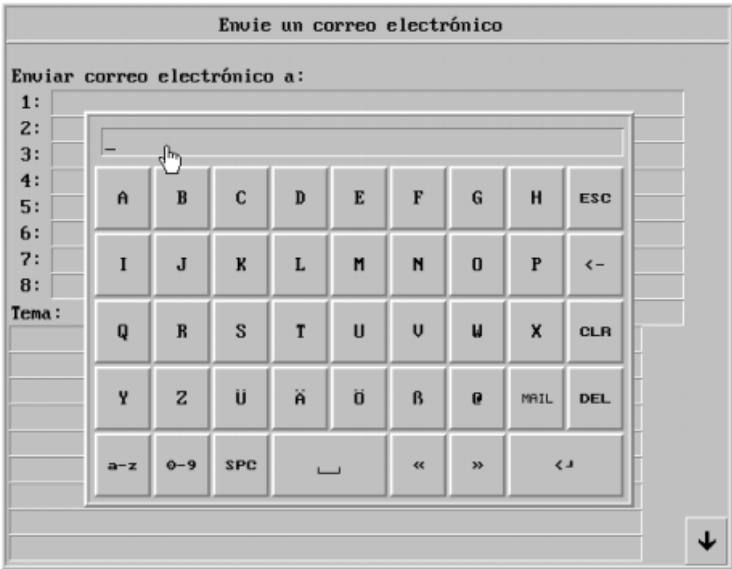 Envie un correo electrónico
Enviar correo electrónico a:
1:
2:
3:
4:
5:
6:
7:
8:
Tema:
_
A B C D E F G H ESC
I J K L M N O P <-
Q R S T U V W X CLR
Y Z Ü Ä Ö ß @ MAIL DEL
a-z 0-9 SPC ⎵ « » ↲
↓